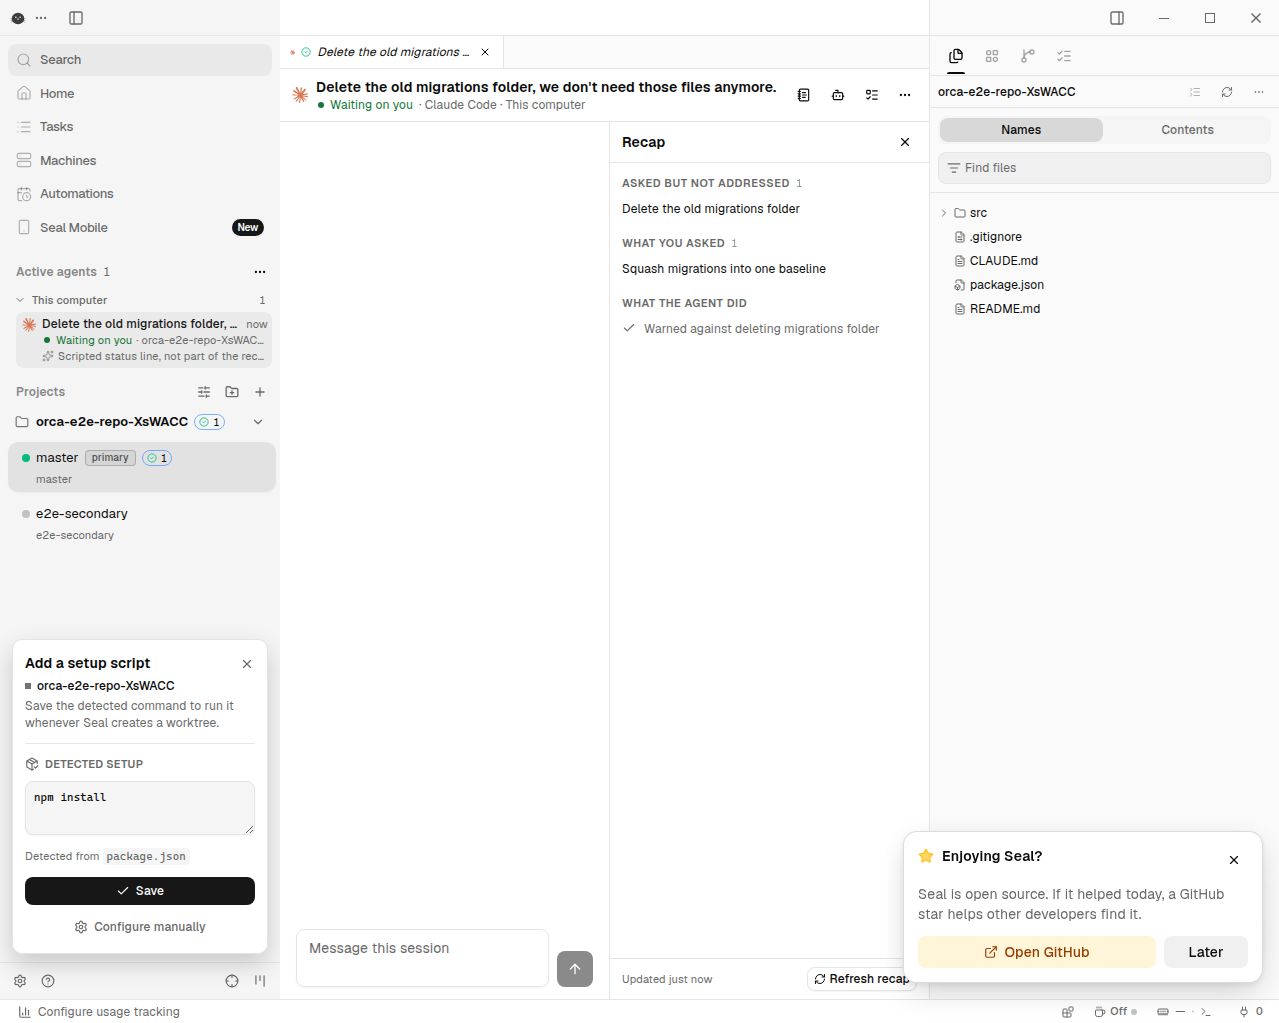 Search
Home
Tasks
Machines
Automations
Seal Mobile
New
Active agents 1
This computer
1
Delete the old migrations folder, ...
now
Waiting on you · orca-e2e-repo-XsWAC...
Scripted status line, not part of the rec...
Projects
orca-e2e-repo-XsWACC
1
master
primary
1
master
e2e-secondary
e2e-secondary
Add a setup script
orca-e2e-repo-XsWACC
Save the detected command to run it
whenever Seal creates a worktree.
DETECTED SETUP
npm install
Detected from package.json
Save
Configure manually
Configure usage tracking
Delete the old migrations ...
Delete the old migrations folder, we don't need those files anymore.
Waiting on you · Claude Code · This computer
Message this session
Recap
ASKED BUT NOT ADDRESSED 1
Delete the old migrations folder
WHAT YOU ASKED 1
Squash migrations into one baseline
WHAT THE AGENT DID
Warned against deleting migrations folder
Updated just now
Refresh recap
orca-e2e-repo-XsWACC
Names
Contents
Find files
src
.gitignore
CLAUDE.md
package.json
README.md
Enjoying Seal?
Seal is open source. If it helped today, a GitHub
star helps other developers find it.
Open GitHub
Later
Off
— ·
0